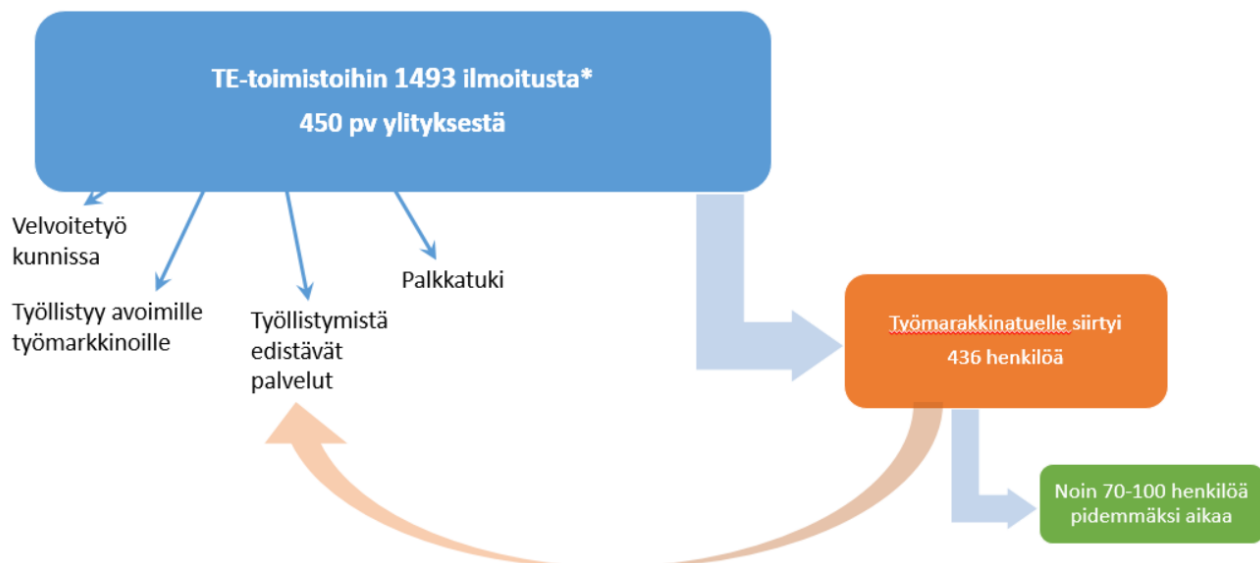 TE-toimistoihin 1493 ilmoitusta*
450 pv ylityksestä
Velvoitetyö
kunnissa
Työllistyy avoimille
työmarkkinoille
Työllistymistä
edistävät
palvelut
Palkkatuki
Työmarakkinatuelle siirtyi
436 henkilöä
Noin 70-100 henkilöä
pidemmäksi aikaa